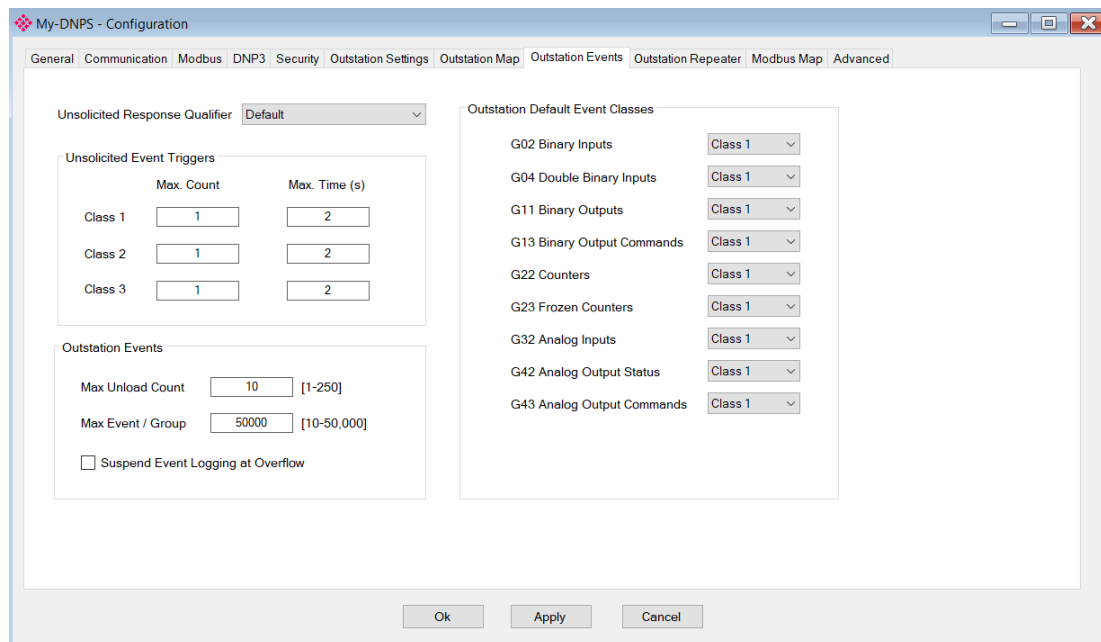 My-DNPS - Configuration
General Communication Modbus DNP3 Security Outstation Settings Outstation Map Outstation Events Outstation Repeater Modbus Map Advanced
Unsolicited Response Qualifier Default
Unsolicited Event Triggers
Max. Count Max. Time (s)
Class 1 1 2
Class 2 1 2
Class 3 1 2
Outstation Events
Max Unload Count 10 [1-250]
Max Event / Group 50000 [10-50,000]
Suspend Event Logging at Overflow
Outstation Default Event Classes
G02 Binary Inputs Class 1
G04 Double Binary Inputs Class 1
G11 Binary Outputs Class 1
G13 Binary Output Commands Class 1
G22 Counters Class 1
G23 Frozen Counters Class 1
G32 Analog Inputs Class 1
G42 Analog Output Status Class 1
G43 Analog Output Commands Class 1
Ok Apply Cancel